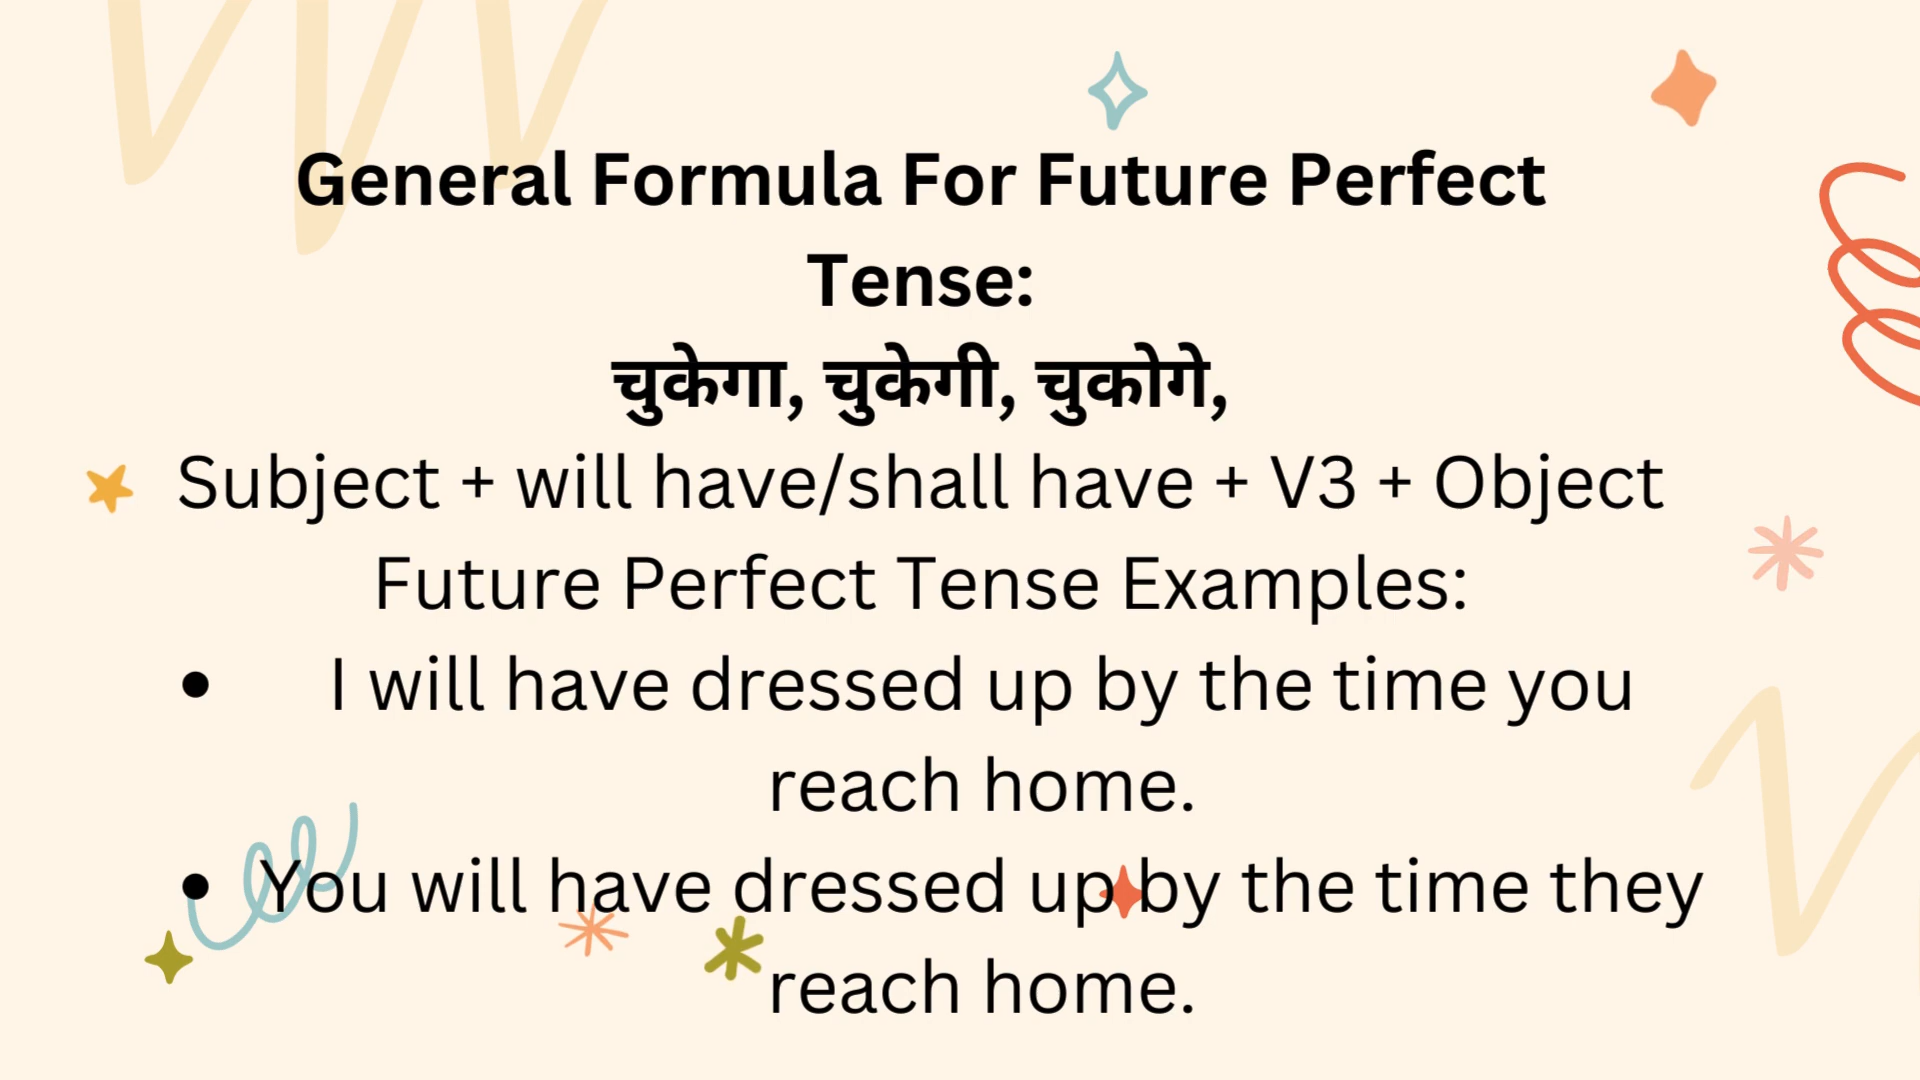 General Formula For Future Perfect
Tense:
चुकेगा, चुकेगी, चुकोगे,
Subject + will have/shall have + V3 + Object
Future Perfect Tense Examples:
• I will have dressed up by the time you
reach home.
• You will have dressed up by the time they
reach home.